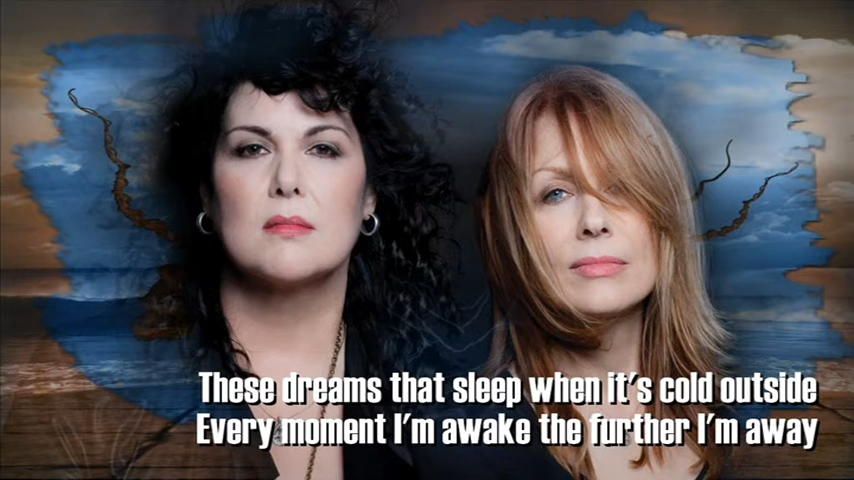 These dreams that sleep when it's cold outside
Every moment I'm awake the further I'm away